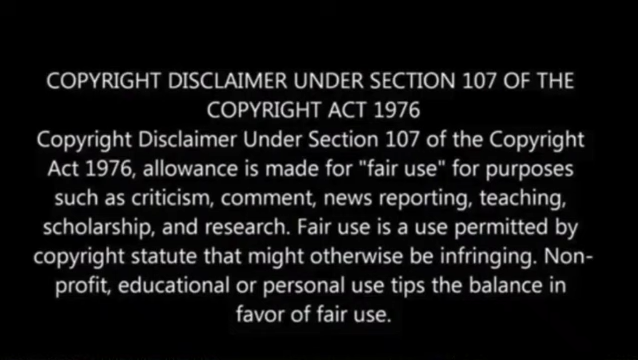 COPYRIGHT DISCLAIMER UNDER SECTION 107 OF THE
COPYRIGHT ACT 1976
Copyright Disclaimer Under Section 107 of the Copyright
Act 1976, allowance is made for "fair use" for purposes
such as criticism, comment, news reporting, teaching,
scholarship, and research. Fair use is a use permitted by
copyright statute that might otherwise be infringing. Non-
profit, educational or personal use tips the balance in
favor of fair use.